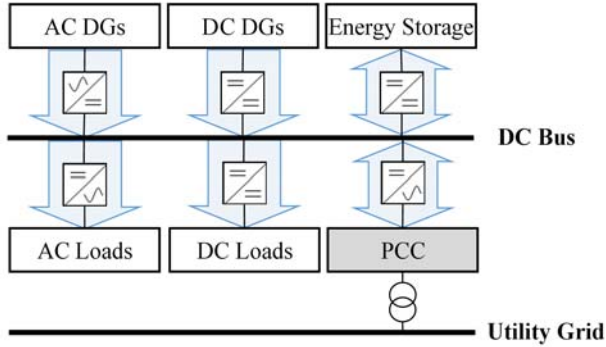 AC DGs
DC DGs
Energy Storage
DC Bus
AC Loads
DC Loads
PCC
Utility Grid